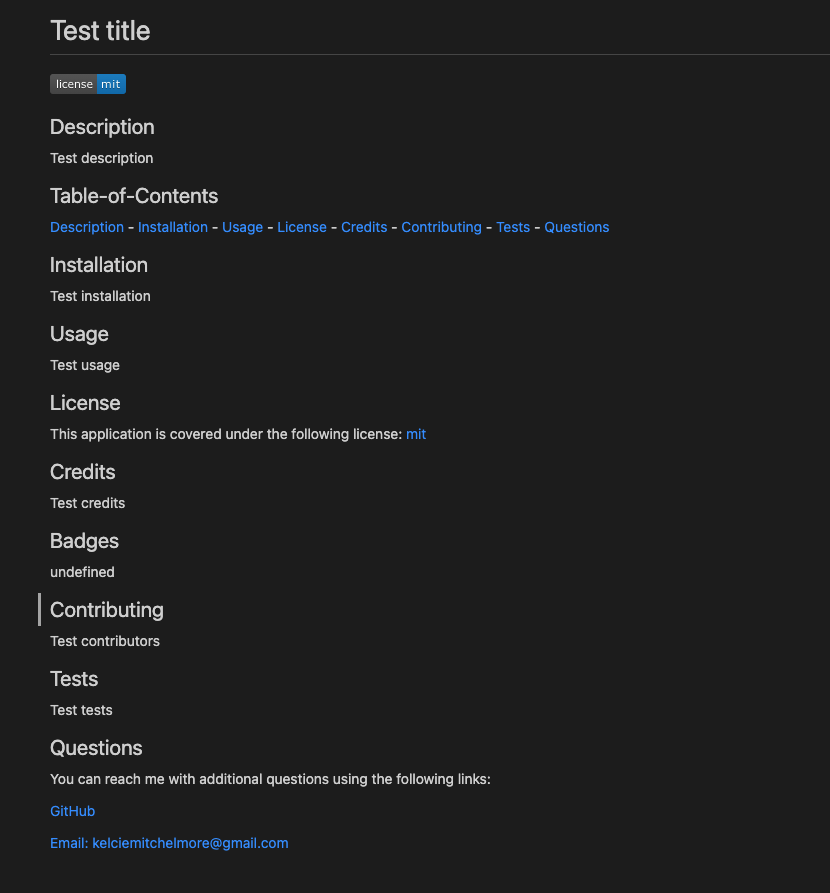 Test title
license mit
Description
Test description
Table-of-Contents
Description - Installation - Usage - License - Credits - Contributing - Tests - Questions
Installation
Test installation
Usage
Test usage
License
This application is covered under the following license: mit
Credits
Test credits
Badges
undefined
Contributing
Test contributors
Tests
Test tests
Questions
You can reach me with additional questions using the following links:
GitHub
Email: kelciemitchelmore@gmail.com